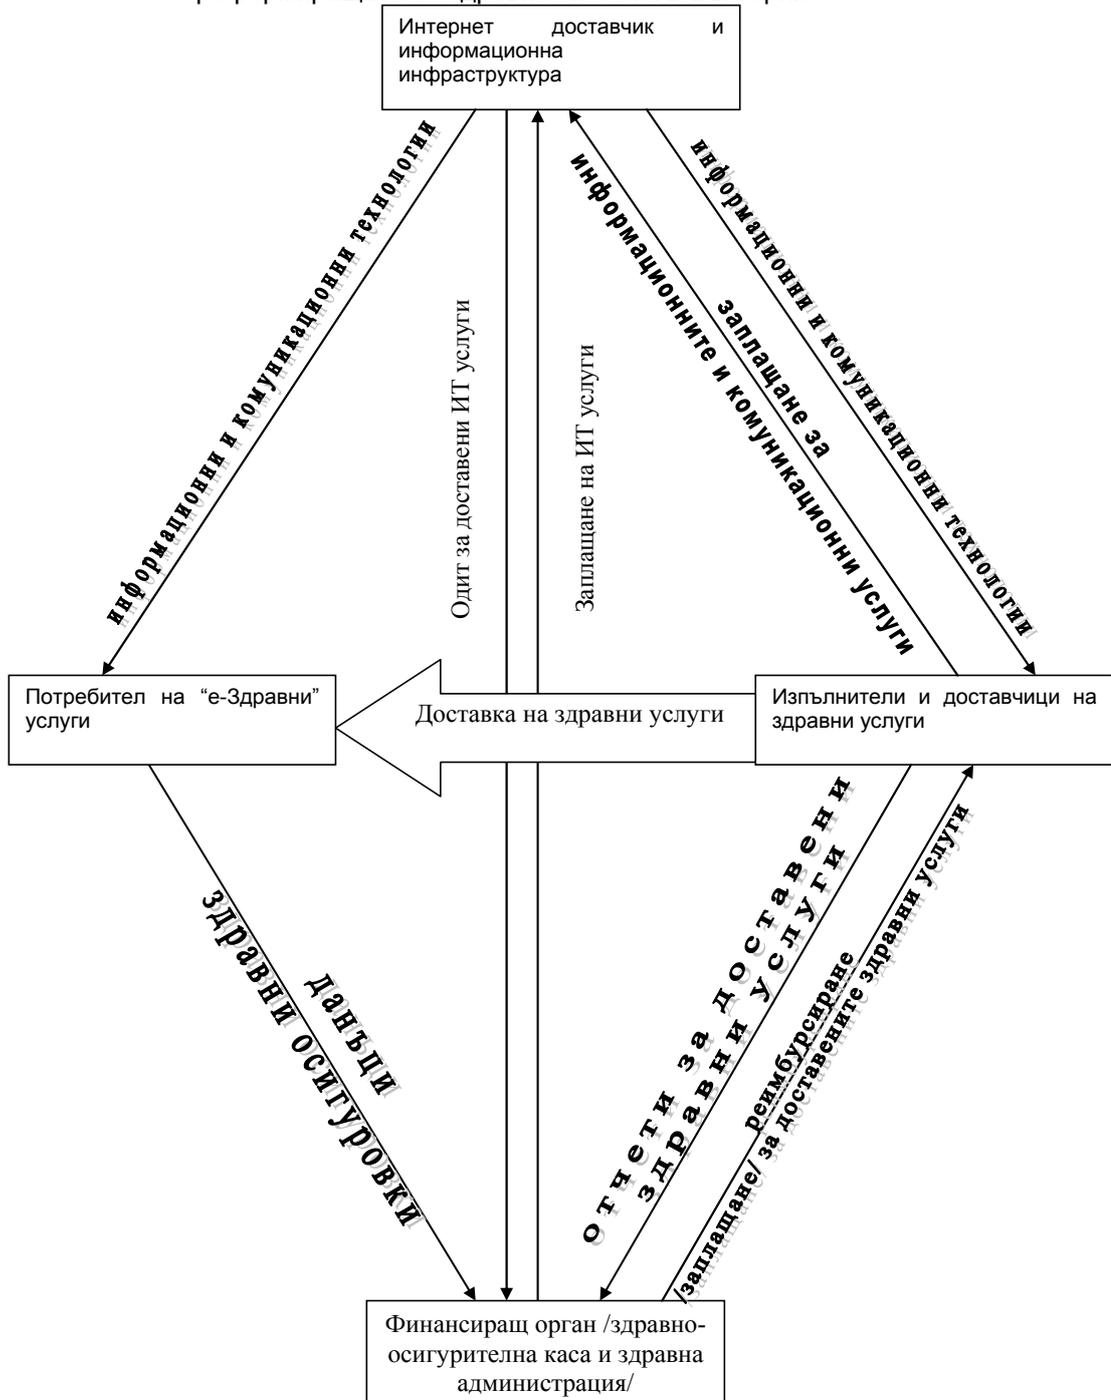 Интернет доставчик и
информационна
инфраструктура
информационни и комуникационни технологии
Одит за доставени ИТ услуги
Заплащане на ИТ услуги
заплащане за
информационните и комуникационни услуги
информационни и комуникационни технологии
Потребител на “е-Здравни”
услуги
Доставка на здравни услуги
Изпълнители и доставчици на
здравни услуги
данъци
здравни осигуровки
отчети за доставени
здравни услуги
реимбурсиране
/заплащане/ за доставените здравни услуги
Финансиращ орган /здравно-
осигурителна каса и здравна
администрация/